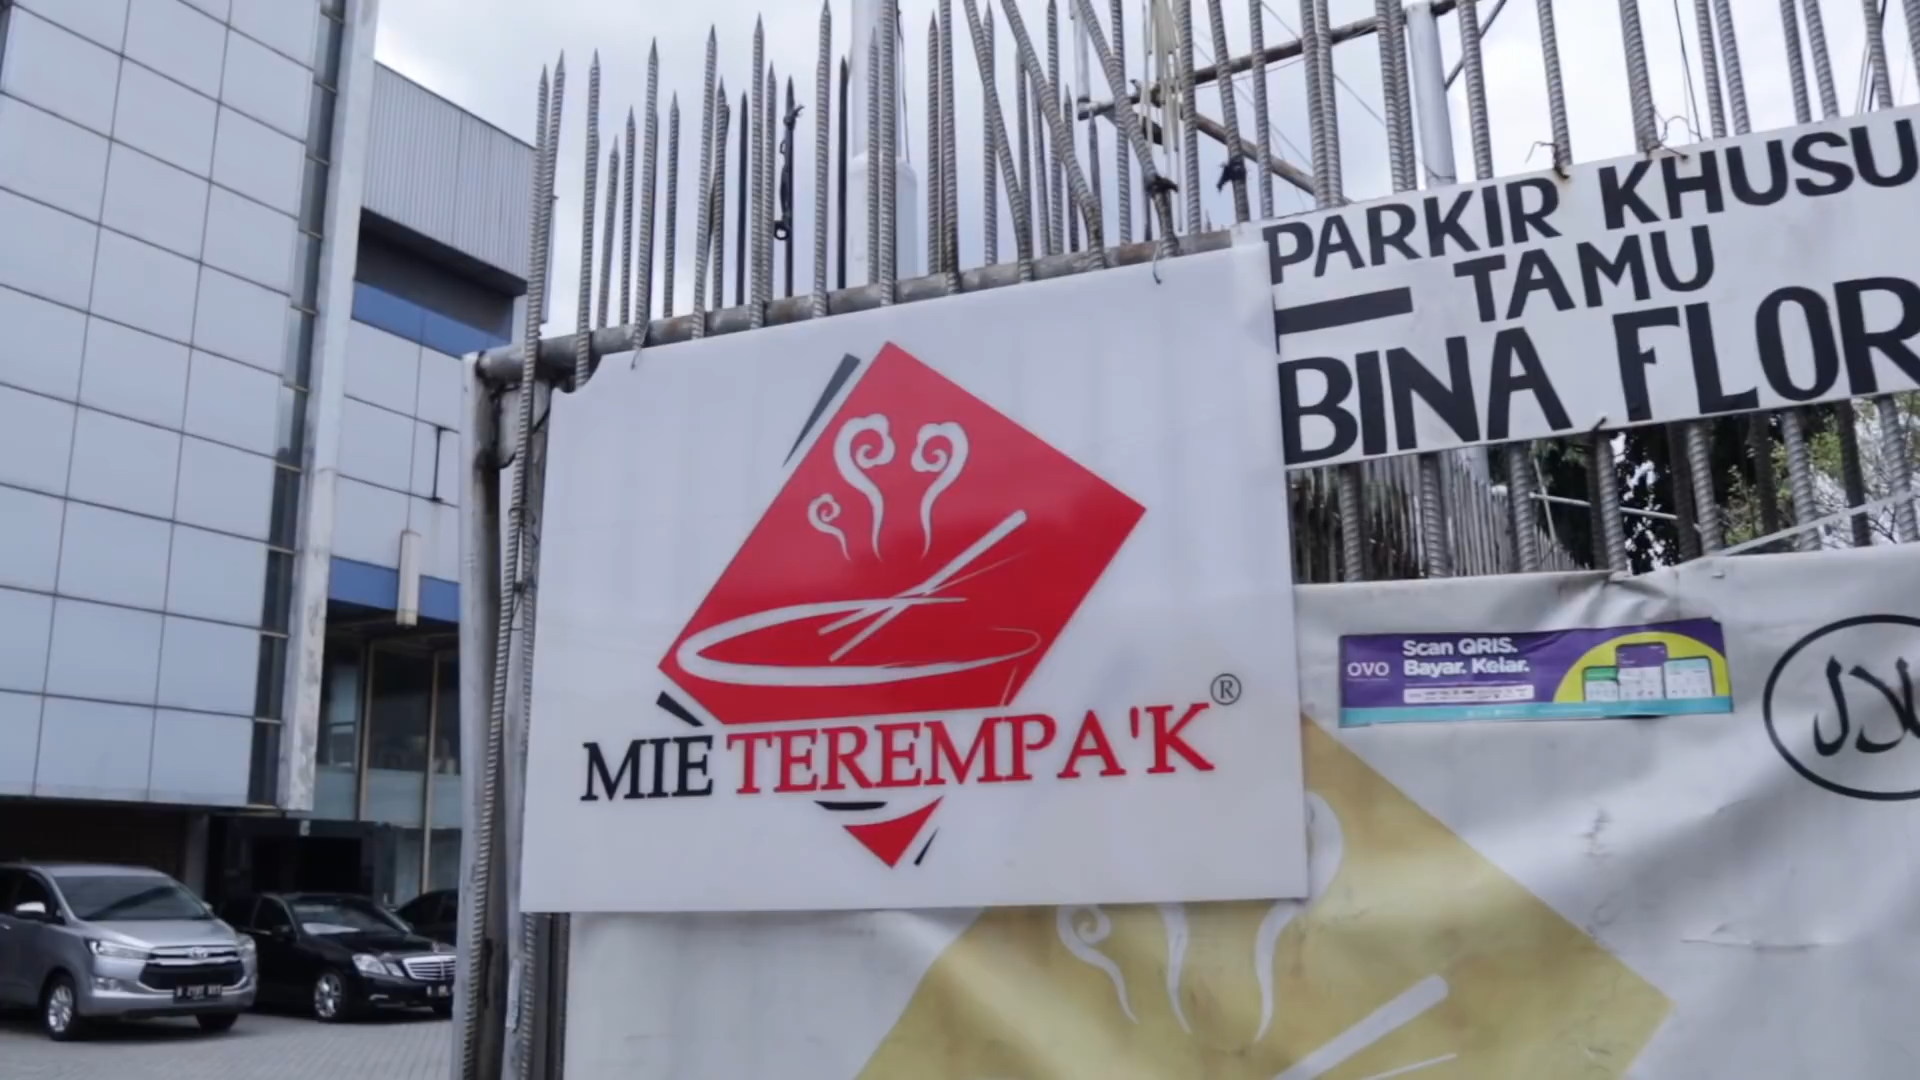 PARKIR KHUSU
TAMU
BINA FLOR
MIE TEREMPA'K ®
OVO
Scan QRIS.
Bayar. Kelar.